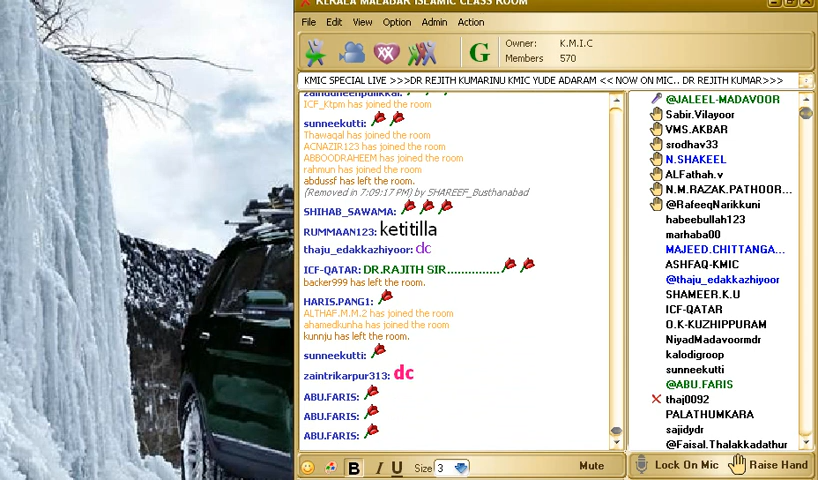 KERALA MALABAR ISLAMIC CLASS ROOM
File Edit View Option Admin Action
G
Owner: K.M.I.C
Members 570
KMIC SPECIAL LIVE >>>DR REJITH KUMARINU KMIC YUDE ADARAM << NOW ON MIC.. DR REJITH KUMAR>>>
ICF_Ktpm has joined the room
sunneekutti:
Thawaqal has joined the room
ACNAZIR123 has joined the room
ABBOODRAHEEM has joined the room
rahmun has joined the room
abdussf has left the room.
(Removed in 7:09:17 PM) by SHAREEF_Busthanabad
SHIHAB_SAWAMA:
RUMMAAN123: ketitilla
thaju_edakkazhiyoor: dc
ICF-QATAR: DR.RAJITH SIR...............
backer999 has left the room.
HARIS.PANG1:
ALTHAF.M.M.2 has joined the room
ahamedkunha has joined the room
kunnju has left the room.
sunneekutti:
zaintrikarpur313: dc
ABU.FARIS:
ABU.FARIS:
ABU.FARIS:
B I U Size 3 Mute
@JALEEL-MADAVOOR
Sabir.Vilayoor
VMS.AKBAR
srodhav33
N.SHAKEEL
ALFathah.v
N.M.RAZAK.PATHOOR...
@RafeeqNarikkuni
habeebullah123
marhaba00
MAJEED.CHITTANGA...
ASHFAQ-KMIC
@thaju_edakkazhiyoor
SHAMEER.K.U
ICF-QATAR
O.K-KUZHIPPURAM
NiyadMadavoormdr
kalodigroop
sunneekutti
@ABU.FARIS
thaj0092
PALATHUMKARA
sajidydr
@Faisal.Thalakkadathur
Lock On Mic Raise Hand